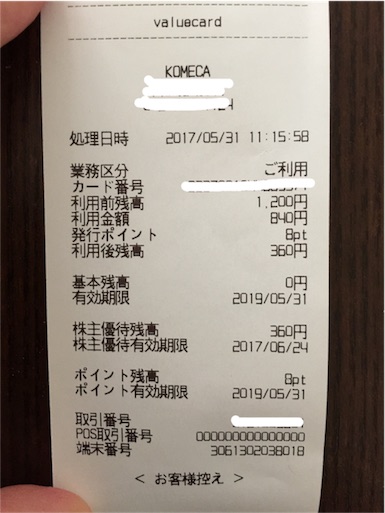 valuecard
KOMECA
処理日時 2017/05/31 11:15:58
業務区分 ご利用
カード番号
利用前残高 1,200円
利用金額 840円
発行ポイント 8pt
利用後残高 360円
基本残高 0円
有効期限 2019/05/31
株主優待残高 360円
株主優待有効期限 2017/06/24
ポイント残高 8pt
ポイント有効期限 2019/05/31
取引番号
POS取引番号 00000000000000
端末番号 3061302038018
< お客様控え >